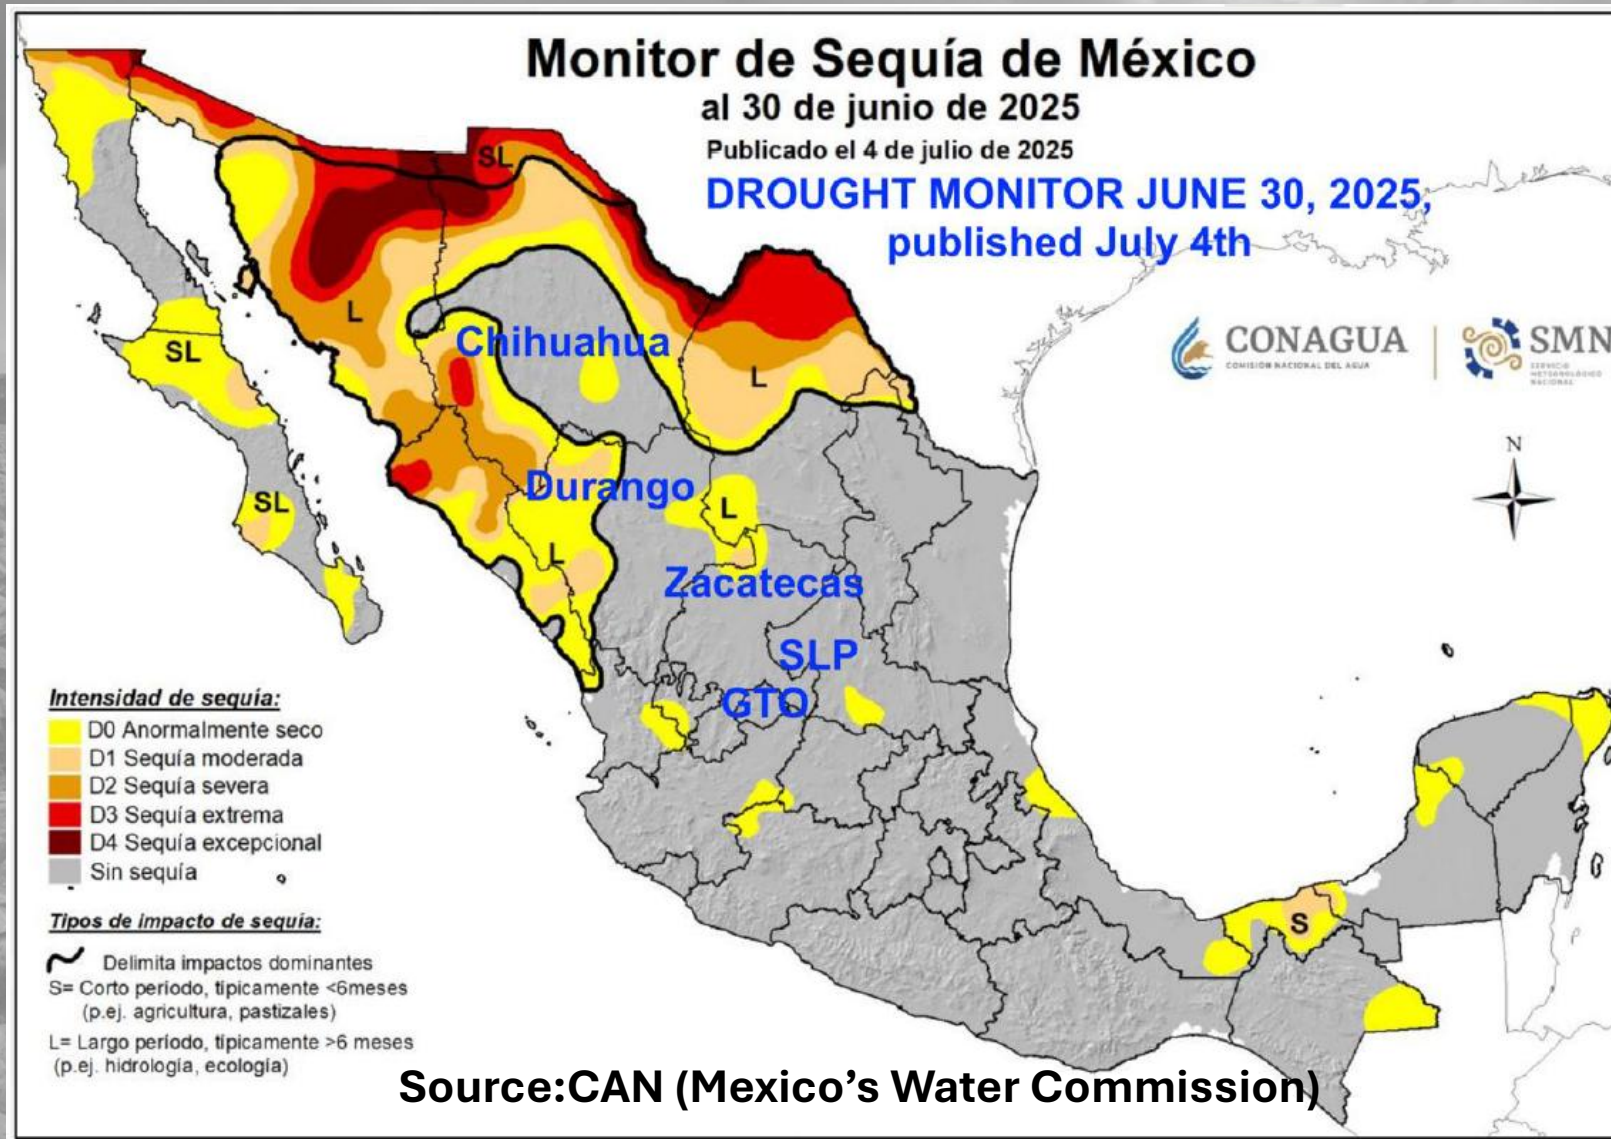 Monitor de Sequía de México
al 30 de junio de 2025
Publicado el 4 de julio de 2025
DROUGHT MONITOR JUNE 30, 2025,
published July 4th
CONAGUA
COMISIÓN NACIONAL DEL AGUA
SMN
SERVICIO
METEOROLÓGICO
NACIONAL
N
SL
L
Chihuahua
L
SL
Durango
L
SL
L
Zacatecas
SLP
GTO
S
Intensidad de sequía:
D0 Anormalmente seco
D1 Sequía moderada
D2 Sequía severa
D3 Sequía extrema
D4 Sequía excepcional
Sin sequía
Tipos de impacto de sequía:
Delimita impactos dominantes
S= Corto período, típicamente <6meses
(p.ej. agricultura, pastizales)
L= Largo período, típicamente >6 meses
(p.ej. hidrología, ecología)
Source:CAN (Mexico’s Water Commission)